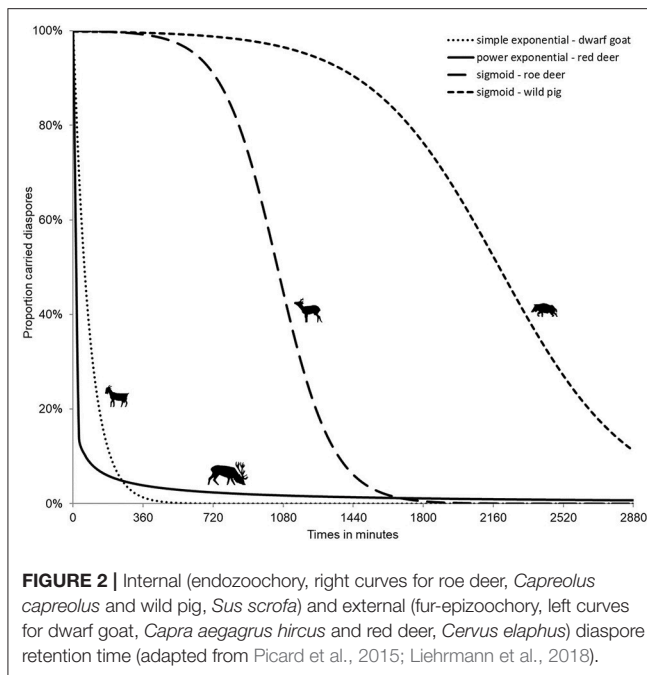 100%
80%
60%
40%
20%
0%
Proportion carried diaspores
simple exponential - dwarf goat
power exponential - red deer
sigmoid - roe deer
sigmoid - wild pig
0 360 720 1080 1440 1800 2160 2520 2880
Times in minutes
FIGURE 2 | Internal (endozoochory, right curves for roe deer, Capreolus
capreolus and wild pig, Sus scrofa) and external (fur-epizoochory, left curves
for dwarf goat, Capra aegagrus hircus and red deer, Cervus elaphus) diaspore
retention time (adapted from Picard et al., 2015; Liehrmann et al., 2018).